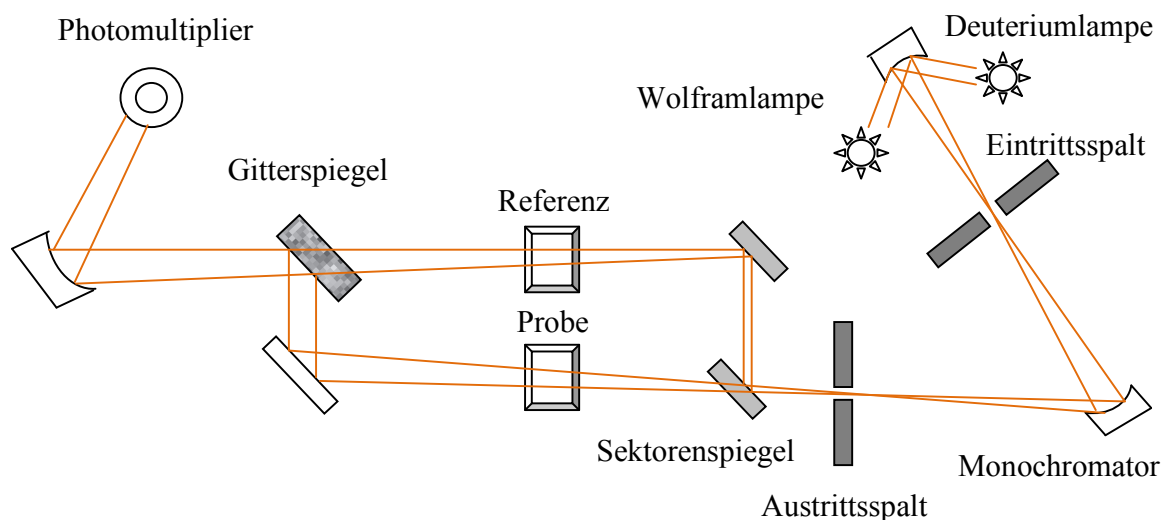 Photomultiplier
Deuteriumlampe
Wolframlampe
Eintrittsspalt
Gitterspiegel
Referenz
Probe
Sektorenspiegel
Monochromator
Austrittsspalt